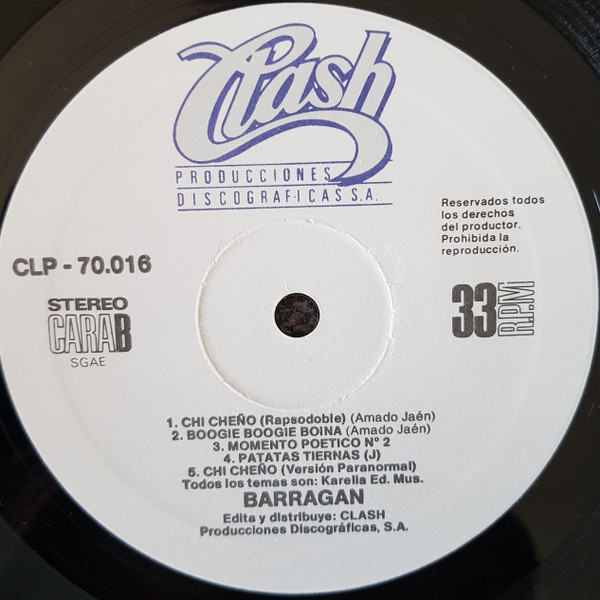 Clash
PRODUCCIONES
DISCOGRAFICAS S.A.
Reservados todos
los derechos
del productor.
Prohibida la
reproducción.
CLP - 70.016
STEREO
CARA B
SGAE
33 R.P.M
1. CHI CHEÑO (Rapsodoble) (Amado Jaén)
2. BOOGIE BOOGIE BOINA (Amado Jaén)
3. MOMENTO POETICO Nº 2
4. PATATAS TIERNAS (J)
5. CHI CHEÑO (Versión Paranormal)
Todos los temas son: Karelia Ed. Mus.
BARRAGAN
Edita y distribuye: CLASH
Producciones Discográficas, S.A.